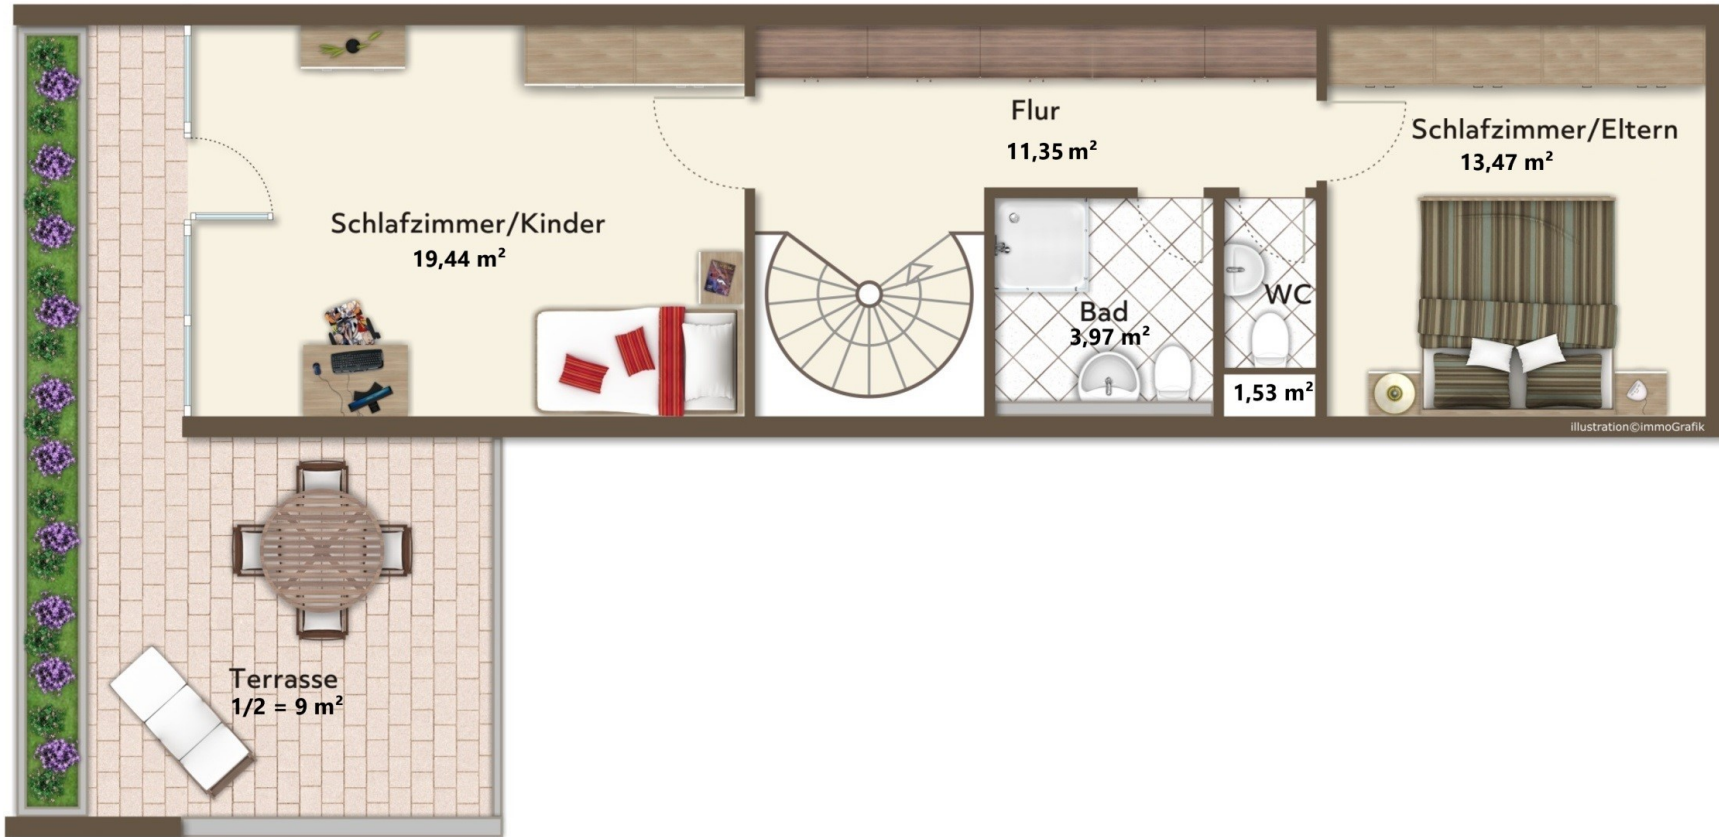 Flur
11,35 m²
Schlafzimmer/Eltern
13,47 m²
Schlafzimmer/Kinder
19,44 m²
WC
Bad
3,97 m²
1,53 m²
illustration©immoGrafik
Terrasse
1/2 = 9 m²